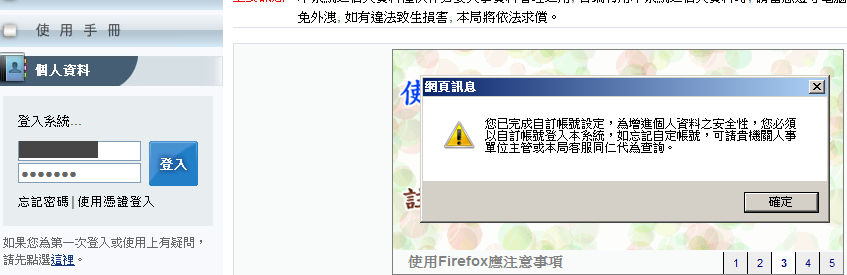 免外洩, 如有違法致生損害, 本局將依法求償。
使用手冊
個人資料
登入系統...
登入
忘記密碼|使用憑證登入
如果您為第一次登入或使用上有疑問，
請先點選這裡。
網頁訊息
您已完成自訂帳號設定，為增進個人資料之安全性，您必須
以自訂帳號登入本系統，如忘記自定帳號，可請貴機關人事
單位主管或本局客服同仁代為查詢。
確定
使
註
使用Firefox應注意事項
1 2 3 4 5